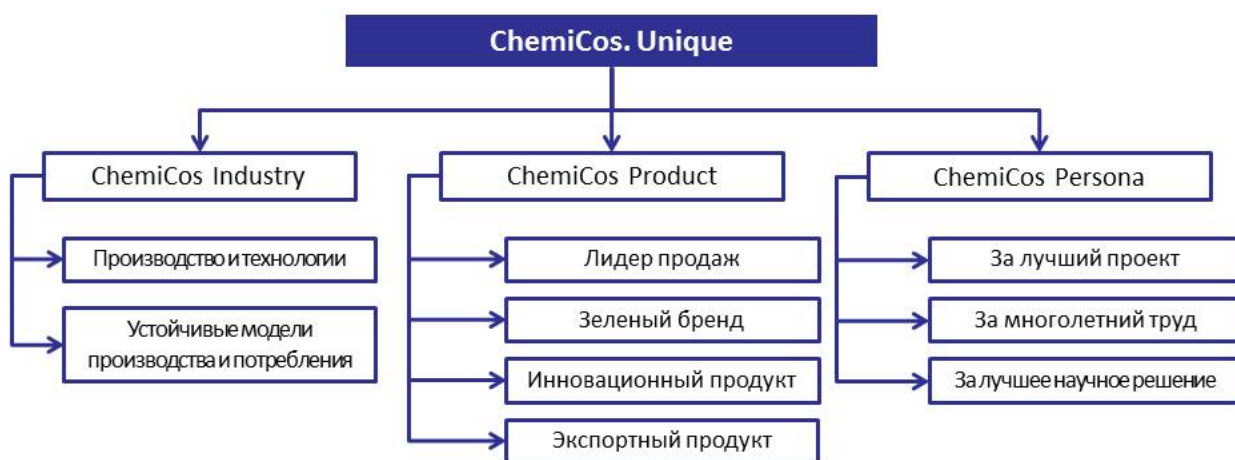 ChemiCos. Unique
ChemiCos Industry
Производство и технологии
Устойчивые модели
производства и потребления
ChemiCos Product
Лидер продаж
Зеленый бренд
Инновационный продукт
Экспортный продукт
ChemiCos Persona
За лучший проект
За многолетний труд
За лучшее научное решение